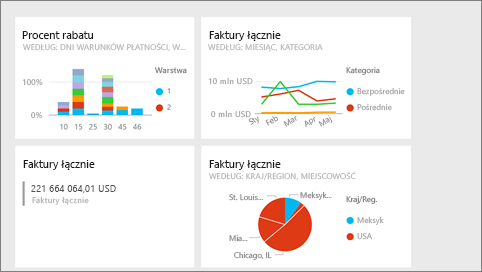 Procent rabatu
WEDŁUG: DNI WARUNKÓW PŁATNOŚCI, W...
Warstwa
100%
0%
1
2
10 15 25 30 45 46
Faktury łącznie
WEDŁUG: MIESIĄC, KATEGORIA
Kategoria
10 mln USD
0 mln USD
Bezpośrednie
Pośrednie
Sty Feb Mar Apr Maj
Faktury łącznie
221 664 064,01 USD
Faktury łącznie
Faktury łącznie
WEDŁUG: KRAJ/REGION, MIEJSCOWOŚĆ
St. Louis...
Meksyk...
Mia...
Chicago, IL
Kraj/Reg.
Meksyk
USA